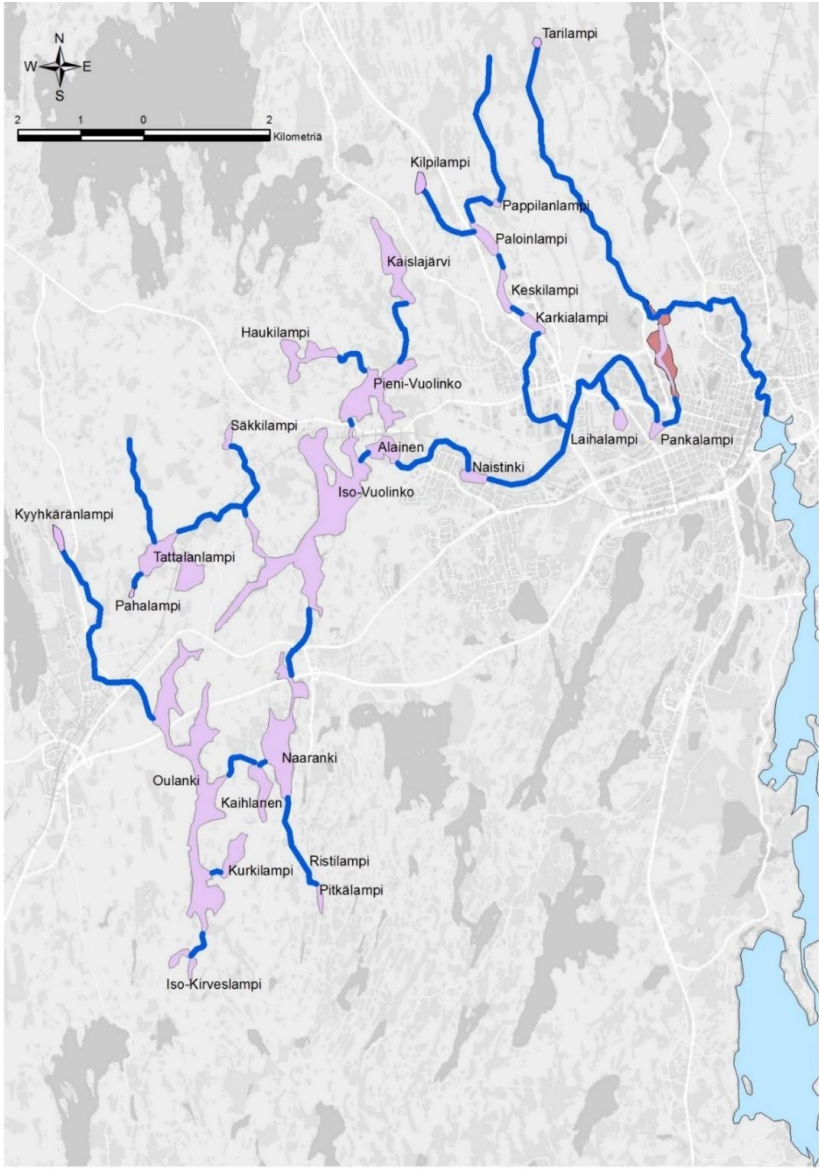 Tarilampi
N
W E
S
2 1 0 2
Kilometriä
Kilpilampi
Pappilanlampi
Paloinlampi
Kaislajärvi
Keskilampi
Karkialampi
Haukilampi
Pieni-Vuolinko
Säkkilampi
Alainen
Laihalampi
Pankalampi
Naistinki
Iso-Vuolinko
Kyyhkäränlampi
Tattalanlampi
Pahalampi
Naaranki
Oulanki
Kaihlanen
Ristilampi
Kurkilampi
Pitkälampi
Iso-Kirveslampi